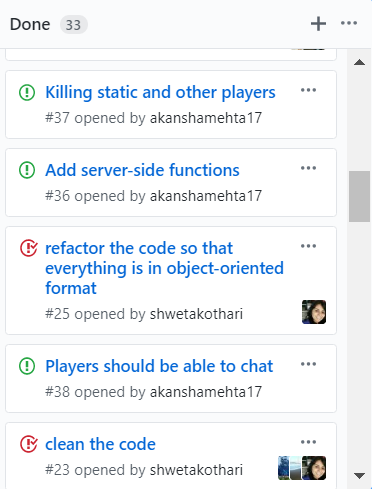 Done 33
Killing static and other players
#37 opened by akanshamehta17
Add server-side functions
#36 opened by akanshamehta17
refactor the code so that
everything is in object-oriented
format
#25 opened by shwetakothari
Players should be able to chat
#38 opened by akanshamehta17
clean the code
#23 opened by shwetakothari